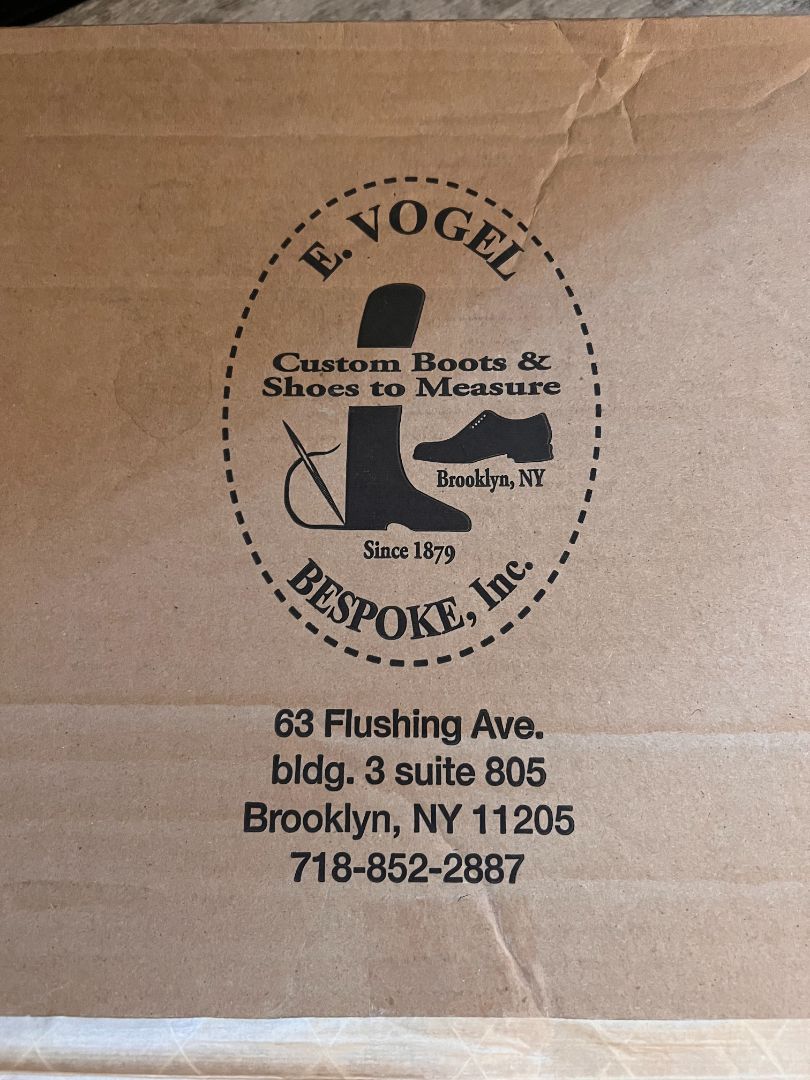 E. VOGEL
Custom Boots &
Shoes to Measure
Brooklyn, NY
Since 1879
BESPOKE, Inc.
63 Flushing Ave.
bldg. 3 suite 805
Brooklyn, NY 11205
718-852-2887